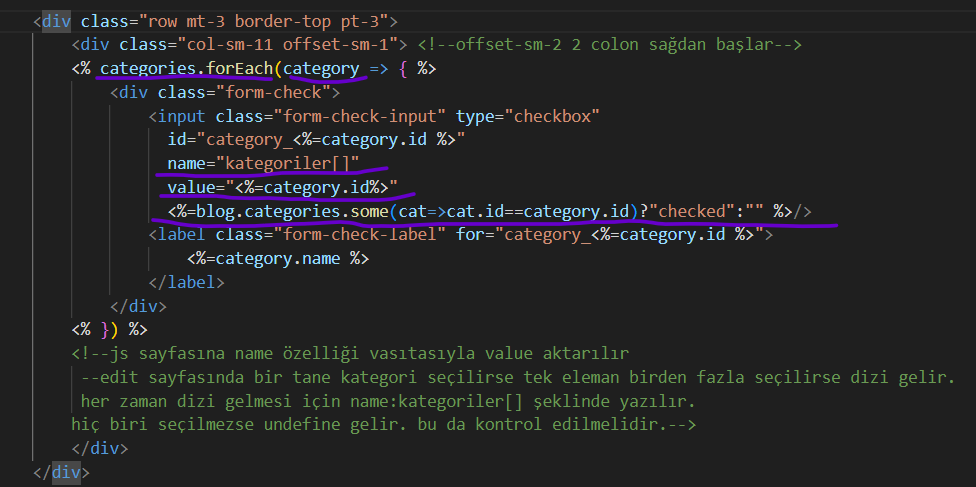 <div class="row mt-3 border-top pt-3">
<div class="col-sm-11 offset-sm-1"> <!--offset-sm-2 2 colon sağdan başlar-->
<% categories.forEach(category => { %>
<div class="form-check">
<input class="form-check-input" type="checkbox"
id="category_<%=category.id %>"
name="kategoriler[]"
value="<%=category.id%>"
<%=blog.categories.some(cat=>cat.id==category.id)?"checked":"" %>/>
<label class="form-check-label" for="category_<%=category.id %>">
<%=category.name %>
</label>
</div>
<% }) %>
<!--js sayfasına name özelliği vasıtasıyla value aktarılır
--edit sayfasında bir tane kategori seçilirse tek eleman birden fazla seçilirse dizi gelir.
her zaman dizi gelmesi için name:kategoriler[] şeklinde yazılır.
hiç biri seçilmezse undefine gelir. bu da kontrol edilmelidir.-->
</div>
</div>